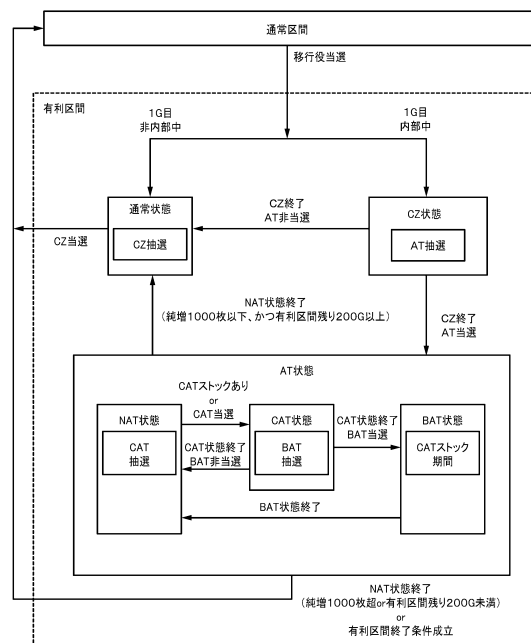 通常区間
移行役当選
有利区間
1G目
非内部中
1G目
内部中
通常状態
CZ抽選
CZ終了
AT非当選
CZ状態
AT抽選
CZ当選
NAT状態終了
(純増1000枚以下、かつ有利区間残り200G以上)
CZ終了
AT当選
AT状態
CATストックあり
or
CAT当選
NAT状態
CAT
抽選
CAT状態
BAT
抽選
CAT状態終了
BAT当選
BAT状態
CATストック
期間
CAT状態終了
BAT非当選
BAT状態終了
NAT状態終了
(純増1000枚超or有利区間残り200G未満)
or
有利区間終了条件成立